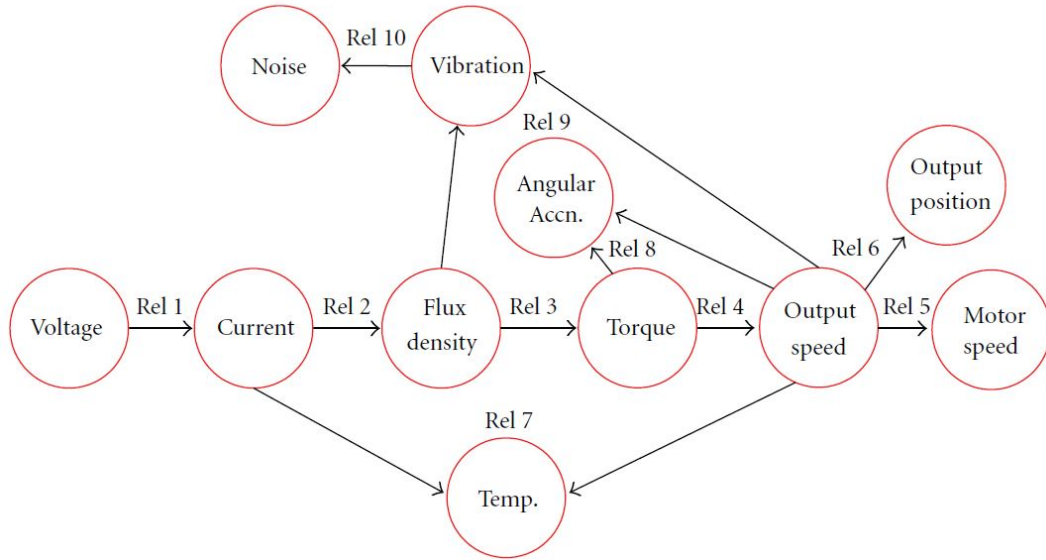 Rel 10
Noise
Vibration
Rel 9
Angular
Accn.
Output
position
Rel 8
Rel 6
Voltage
Rel 1
Current
Rel 2
Flux
density
Rel 3
Torque
Rel 4
Output
speed
Rel 5
Motor
speed
Rel 7
Temp.